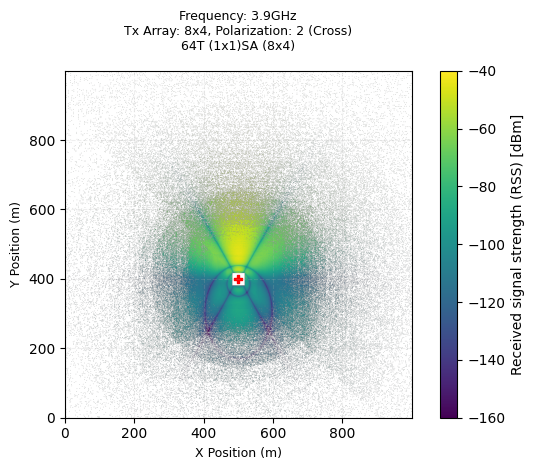 Frequency: 3.9GHz
Tx Array: 8x4, Polarization: 2 (Cross)
64T (1x1)SA (8x4)
−40
−60
−80
−100
−120
−140
−160
Received signal strength (RSS) [dBm]
800
600
400
200
0
Y Position (m)
0 200 400 600 800
X Position (m)